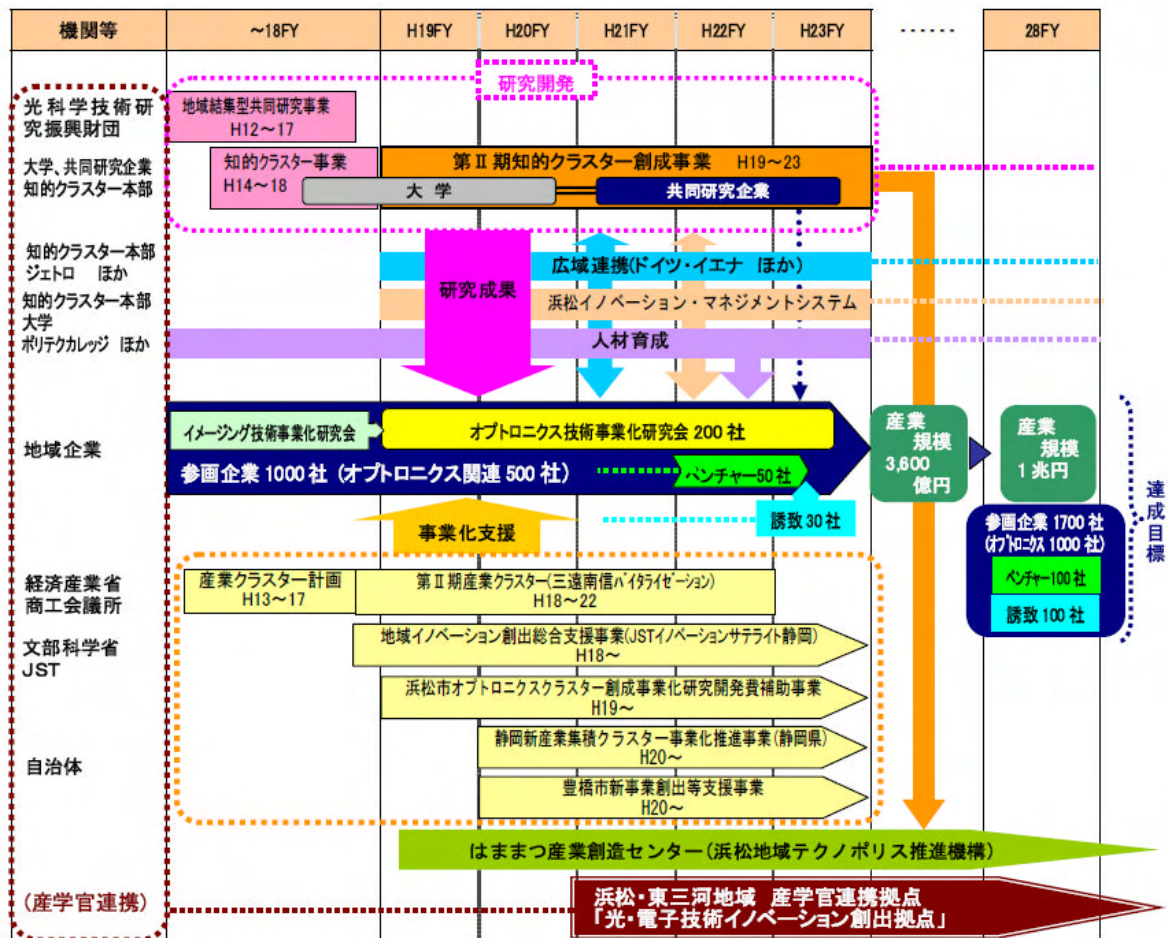 機関等
～18FY
H19FY
H20FY
H21FY
H22FY
H23FY
28FY
研究開発
光科学技術研
究振興財団
地域結集型共同研究事業
H12～17
大学、共同研究企業
知的クラスター本部
知的クラスター事業
H14～18
第Ⅱ期知的クラスター創成事業 H19～23
大 学
共同研究企業
知的クラスター本部
ジェトロ ほか
広域連携(ドイツ・イエナ ほか)
研究成果
知的クラスター本部
大学
ポリテクカレッジ ほか
浜松イノベーション・マネジメントシステム
人材育成
地域企業
イメージング技術事業化研究会
オプトロニクス技術事業化研究会 200 社
参画企業 1000 社 (オプトロニクス関連 500 社)
ベンチャー50 社
誘致 30 社
産業
規模
3,600
億円
産業
規模
1 兆円
達成目標
参画企業 1700 社
(オプトロニクス 1000 社)
ベンチャー100 社
誘致 100 社
事業化支援
経済産業省
商工会議所
産業クラスター計画
H13～17
第Ⅱ期産業クラスター(三遠南信バイタライゼーション)
H18～22
文部科学省
JST
地域イノベーション創出総合支援事業(JSTイノベーションサテライト静岡)
H18～
浜松市オプトロニクスクラスター創成事業化研究開発費補助事業
H19～
自治体
静岡新産業集積クラスター事業化推進事業(静岡県)
H20～
豊橋市新事業創出等支援事業
H20～
はままつ産業創造センター(浜松地域テクノポリス推進機構)
(産学官連携)
浜松・東三河地域 産学官連携拠点
「光・電子技術イノベーション創出拠点」